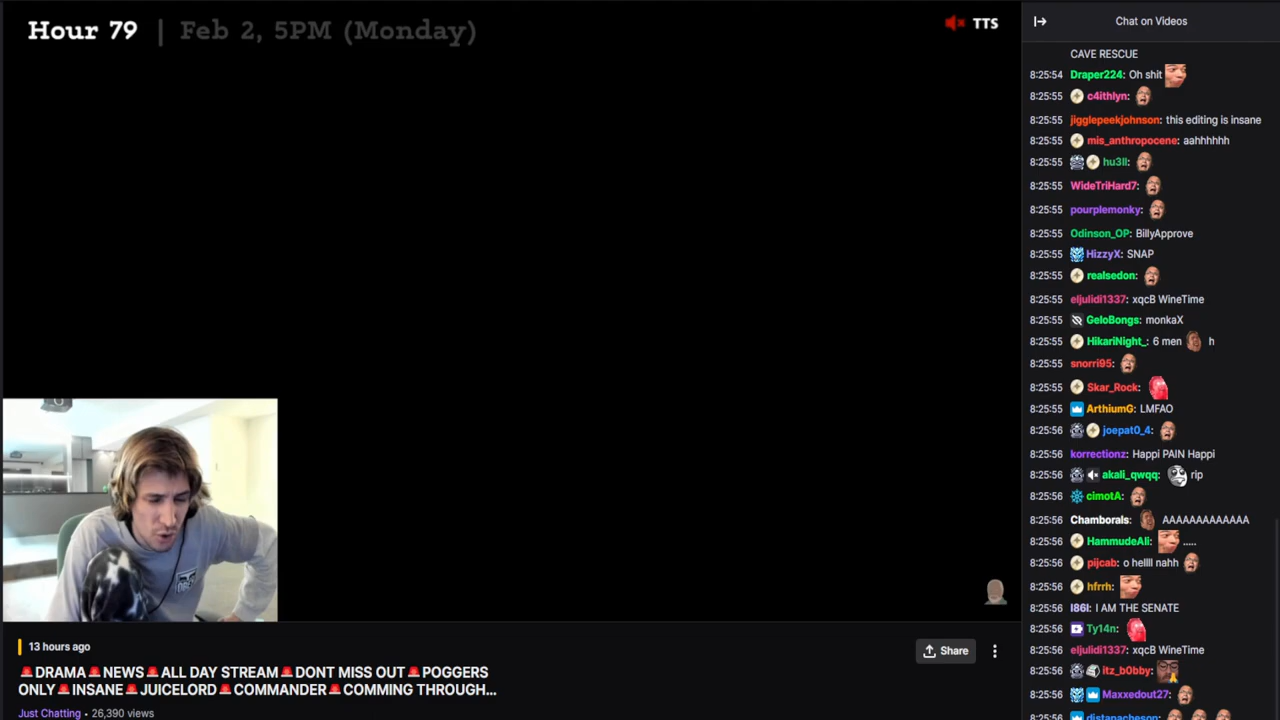 Hour 79 | Feb 2, 5PM (Monday)
TTS
Chat on Videos
CAVE RESCUE
8:25:54 Draper224: Oh shit
8:25:55 c4ithlyn:
8:25:55 jigglepeekjohnson: this editing is insane
8:25:55 mis_anthropocene: aahhhhhh
8:25:55 hu3ll:
8:25:55 WideTriHard7:
8:25:55 pourplemonky:
8:25:55 Odinson_OP: BillyApprove
8:25:55 HizzyX: SNAP
8:25:55 realsedon:
8:25:55 eljulidi1337: xqcB WineTime
8:25:55 GeloBongs: monkaX
8:25:55 HikariNight_: 6 men h
8:25:55 snorri95:
8:25:55 Skar_Rock:
8:25:55 ArthiumG: LMFAO
8:25:56 joepat0_4:
8:25:56 korrectionz: Happi PAIN Happi
8:25:56 akali_qwqq: rip
8:25:56 cimotA:
8:25:56 Chamborals: AAAAAAAAAAAAA
8:25:56 HammudeAli: .....
8:25:56 pijcab: o hellll nahh
8:25:56 hfrrh:
8:25:56 I86I: I AM THE SENATE
8:25:56 Ty14n:
8:25:56 eljulidi1337: xqcB WineTime
8:25:56 itz_b0bby:
8:25:56 Maxxedout27:
8:25:56 distapacheson:
13 hours ago
Share
🚨DRAMA🚨NEWS🚨ALL DAY STREAM🚨DONT MISS OUT🚨POGGERS
ONLY🚨INSANE🚨JUICELORD🚨COMMANDER🚨COMMING THROUGH...
Just Chatting • 26,390 views